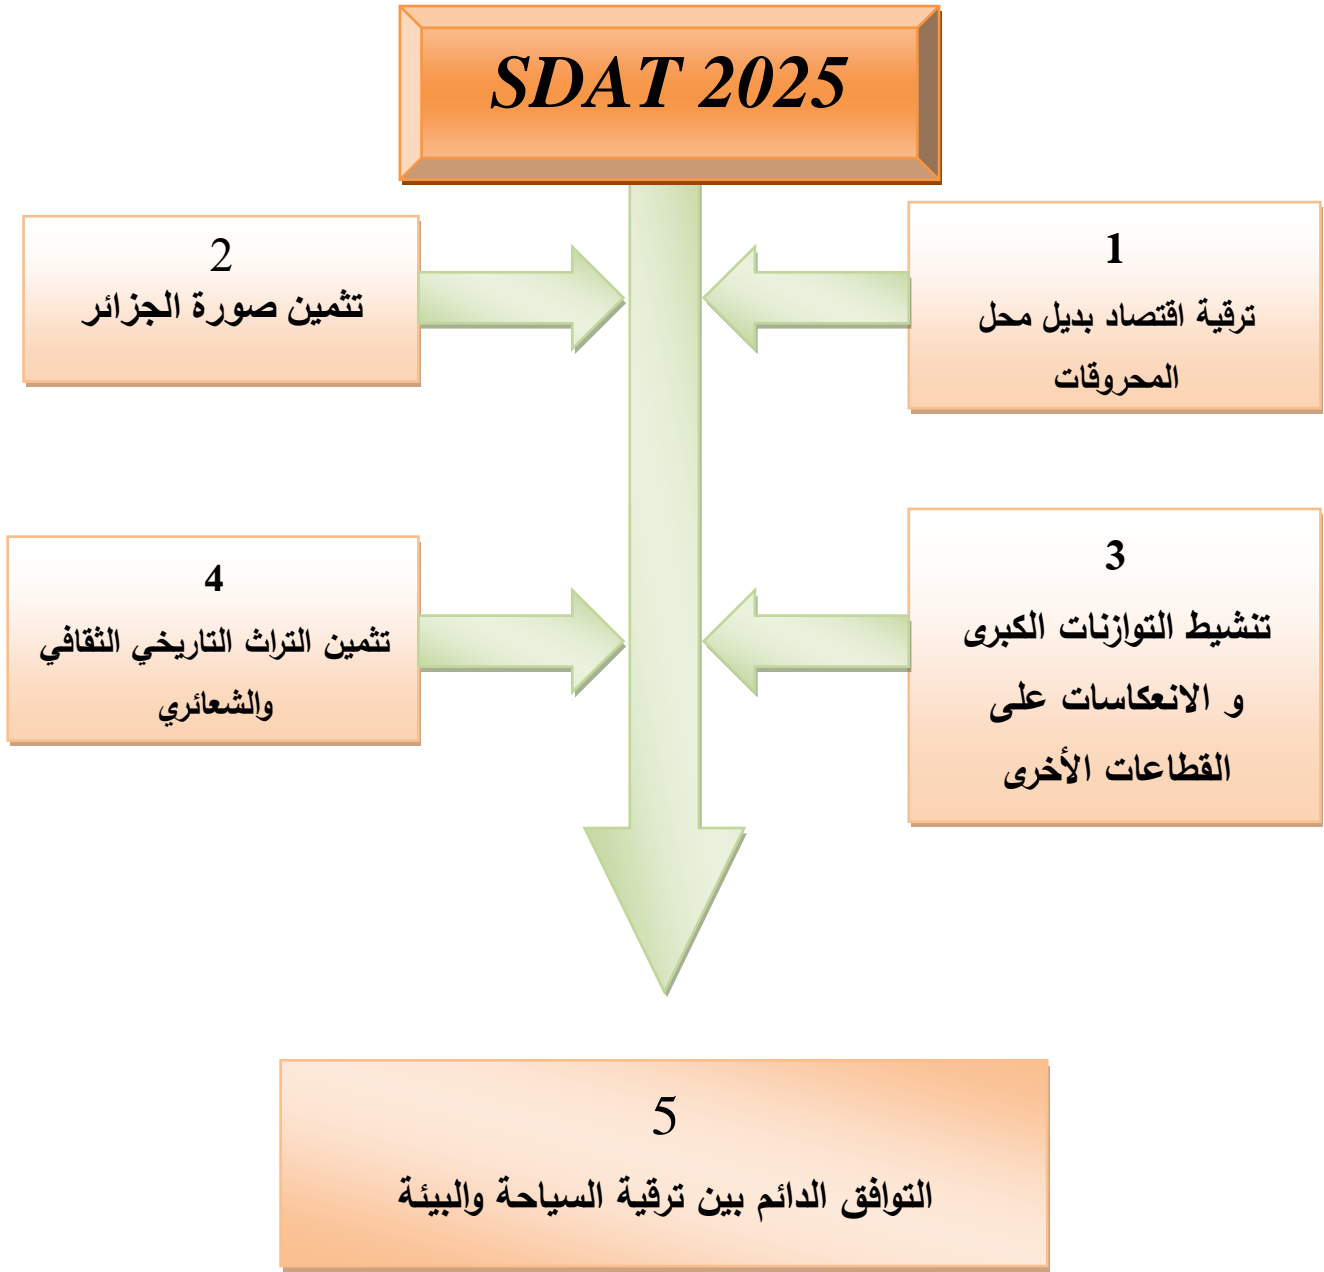 SDAT 2025
1
ترقية اقتصاد بديل محل
المحروقات
2
تثمين صورة الجزائر
3
تنشيط التوازنات الكبرى
و الانعكاسات على
القطاعات الأخرى
4
تثمين التراث التاريخي الثقافي
والشعائري
5
التوافق الدائم بين ترقية السياحة والبيئة